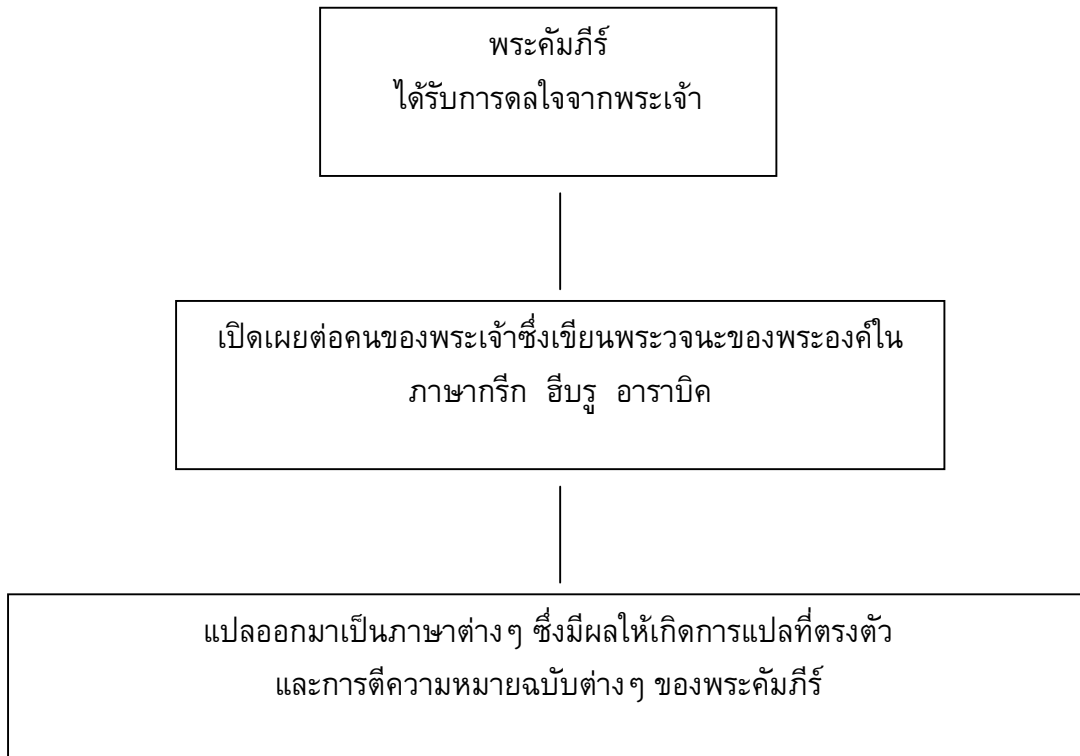 พระคัมภีร์
ได้รับการดลใจจากพระเจ้า
เปิดเผยต่อคนของพระเจ้าซึ่งเขียนพระวจนะของพระองค์ใน
ภาษากรีก ฮีบรู อาราบิค
แปลออกมาเป็นภาษาต่างๆ ซึ่งมีผลให้เกิดการแปลที่ตรงตัว
และการตีความหมายฉบับต่างๆ ของพระคัมภีร์